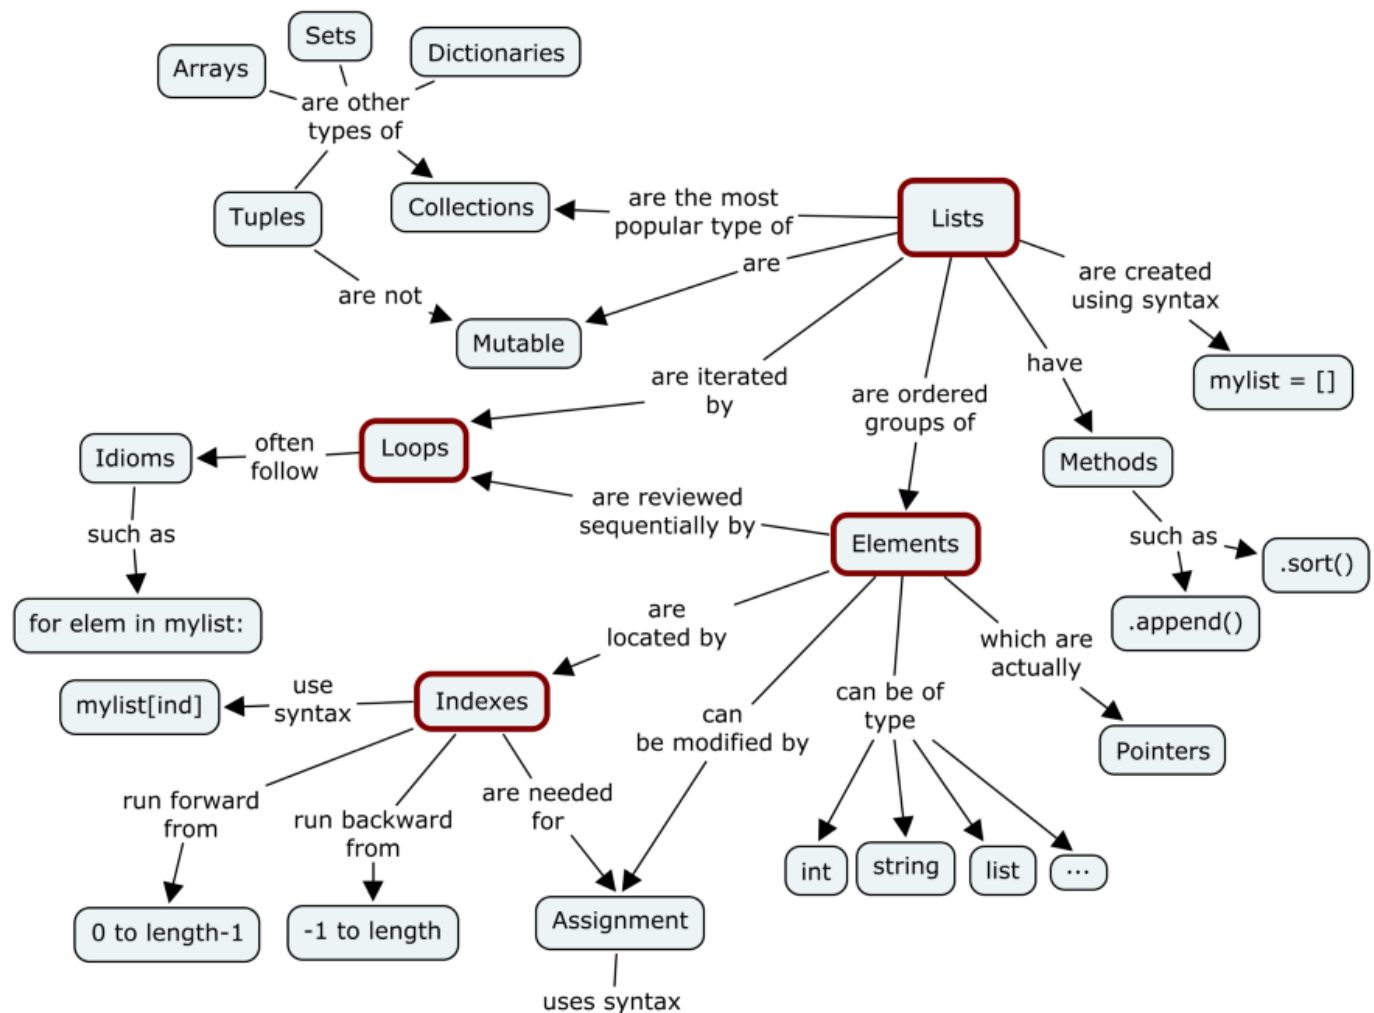 Sets
Dictionaries
Arrays
are other
types of
Tuples
Collections
are the most
popular type of
Lists
are
are not
Mutable
are created
using syntax
mylist = []
have
are iterated
by
are ordered
groups of
Loops
often
follow
Idioms
Methods
such as
are reviewed
sequentially by
Elements
such as
.sort()
.append()
for elem in mylist:
are
located by
which are
actually
Indexes
use
syntax
mylist[ind]
can
be modified by
can be of
type
Pointers
run forward
from
run backward
from
are needed
for
int
string
list
...
0 to length-1
-1 to length
Assignment
uses syntax